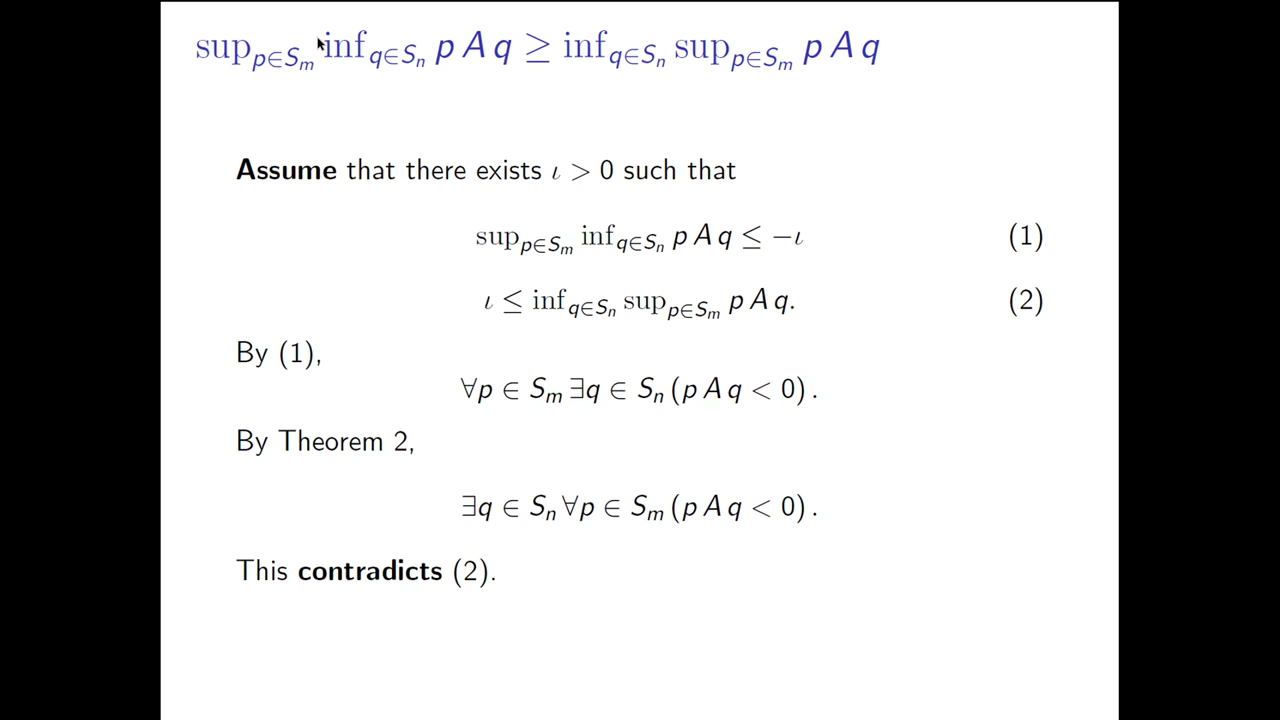 sup_{p∈S_m} inf_{q∈S_n} p A q ≥ inf_{q∈S_n} sup_{p∈S_m} p A q
Assume that there exists ι > 0 such that
sup_{p∈S_m} inf_{q∈S_n} p A q ≤ −ι (1)
ι ≤ inf_{q∈S_n} sup_{p∈S_m} p A q. (2)
By (1),
∀p ∈ S_m ∃q ∈ S_n (p A q < 0).
By Theorem 2,
∃q ∈ S_n ∀p ∈ S_m (p A q < 0).
This contradicts (2).